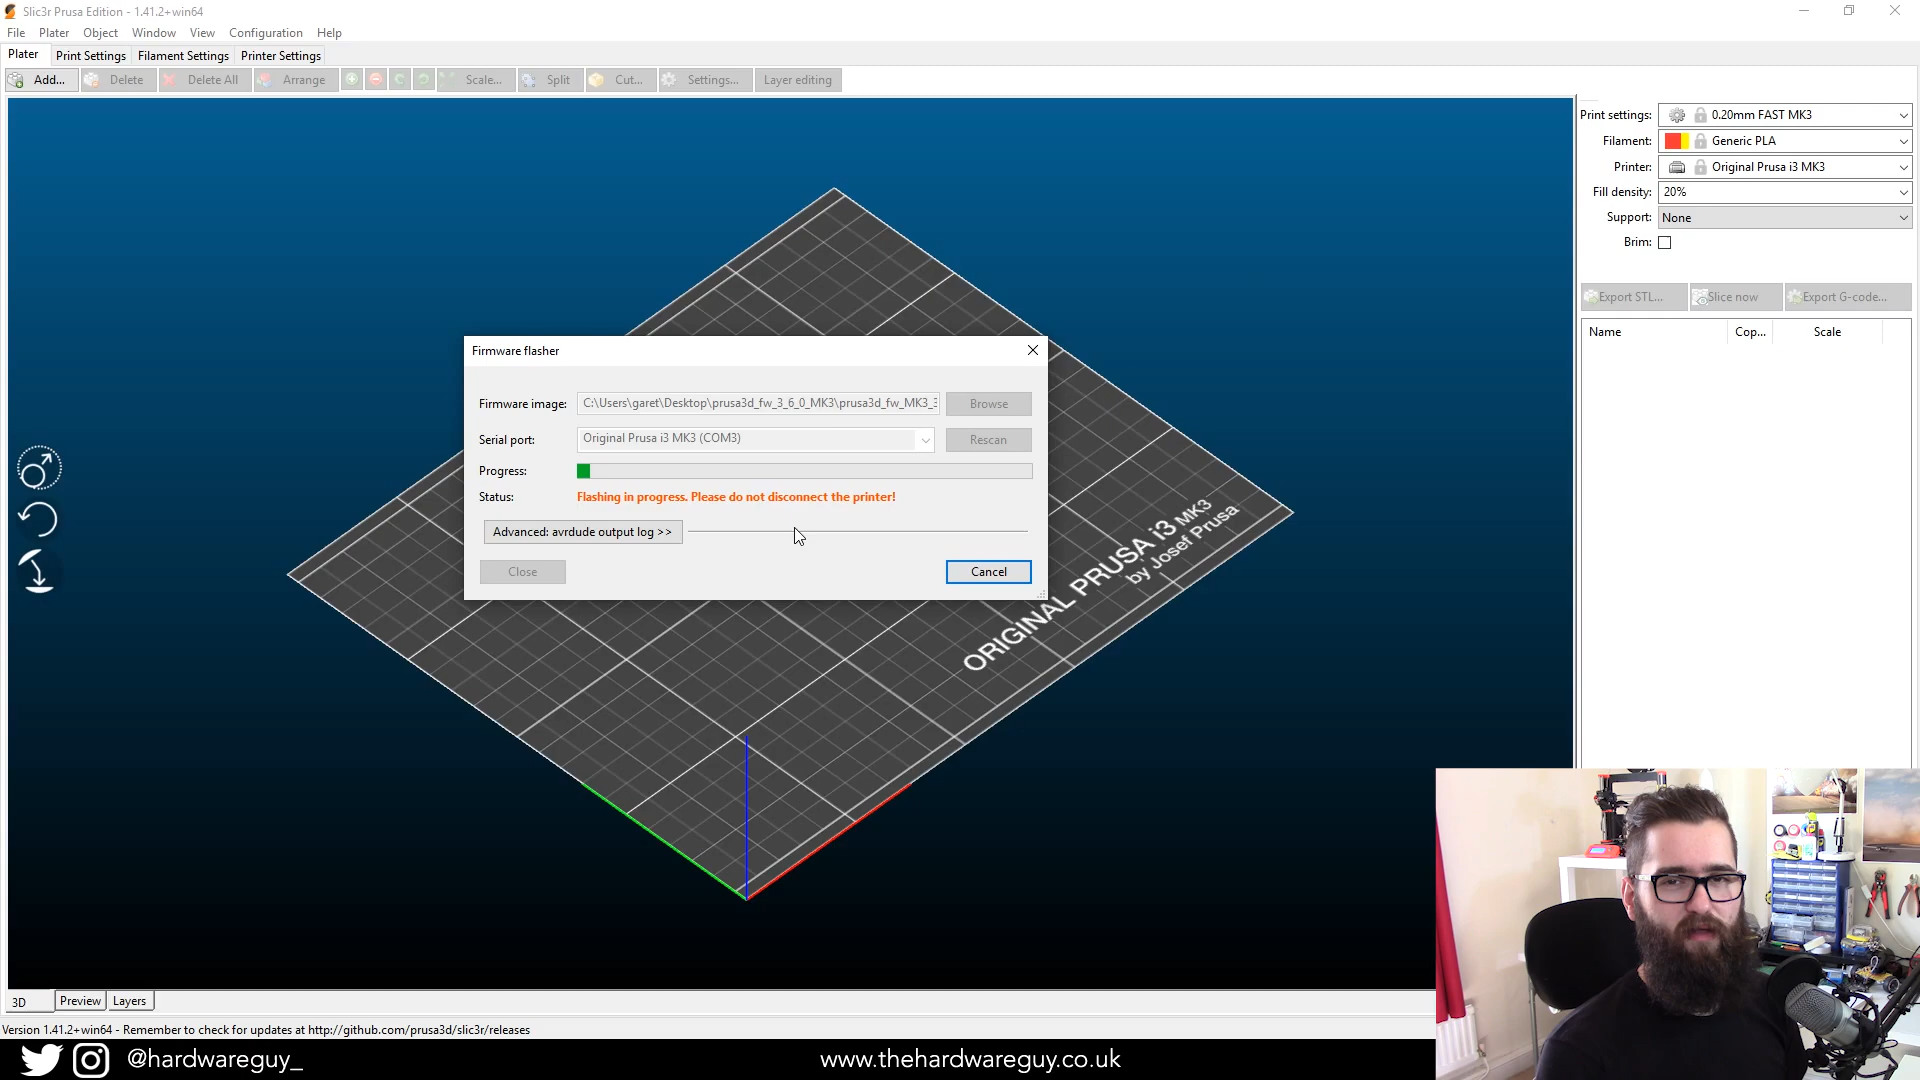 Slic3r Prusa Edition - 1.41.2+win64
File Plater Object Window View Configuration Help
Plater Print Settings Filament Settings Printer Settings
Add... Delete Delete All Arrange Scale... Split Cut... Settings... Layer editing
Print settings: 0.20mm FAST MK3
Filament: Generic PLA
Printer: Original Prusa i3 MK3
Fill density: 20%
Support: None
Brim:
Export STL... Slice now Export G-code...
Name Cop... Scale
Firmware flasher
Firmware image: C:\Users\garet\Desktop\prusa3d_fw_3_6_0_MK3\prusa3d_fw_MK3_3 Browse
Serial port: Original Prusa i3 MK3 (COM3) Rescan
Progress:
Status: Flashing in progress. Please do not disconnect the printer!
Advanced: avrdude output log >>
Close Cancel
ORIGINAL PRUSA i3 MK3
by Josef Prusa
3D Preview Layers
Version 1.41.2+win64 - Remember to check for updates at http://github.com/prusa3d/slic3r/releases
@hardwareguy_ www.thehardwareguy.co.uk